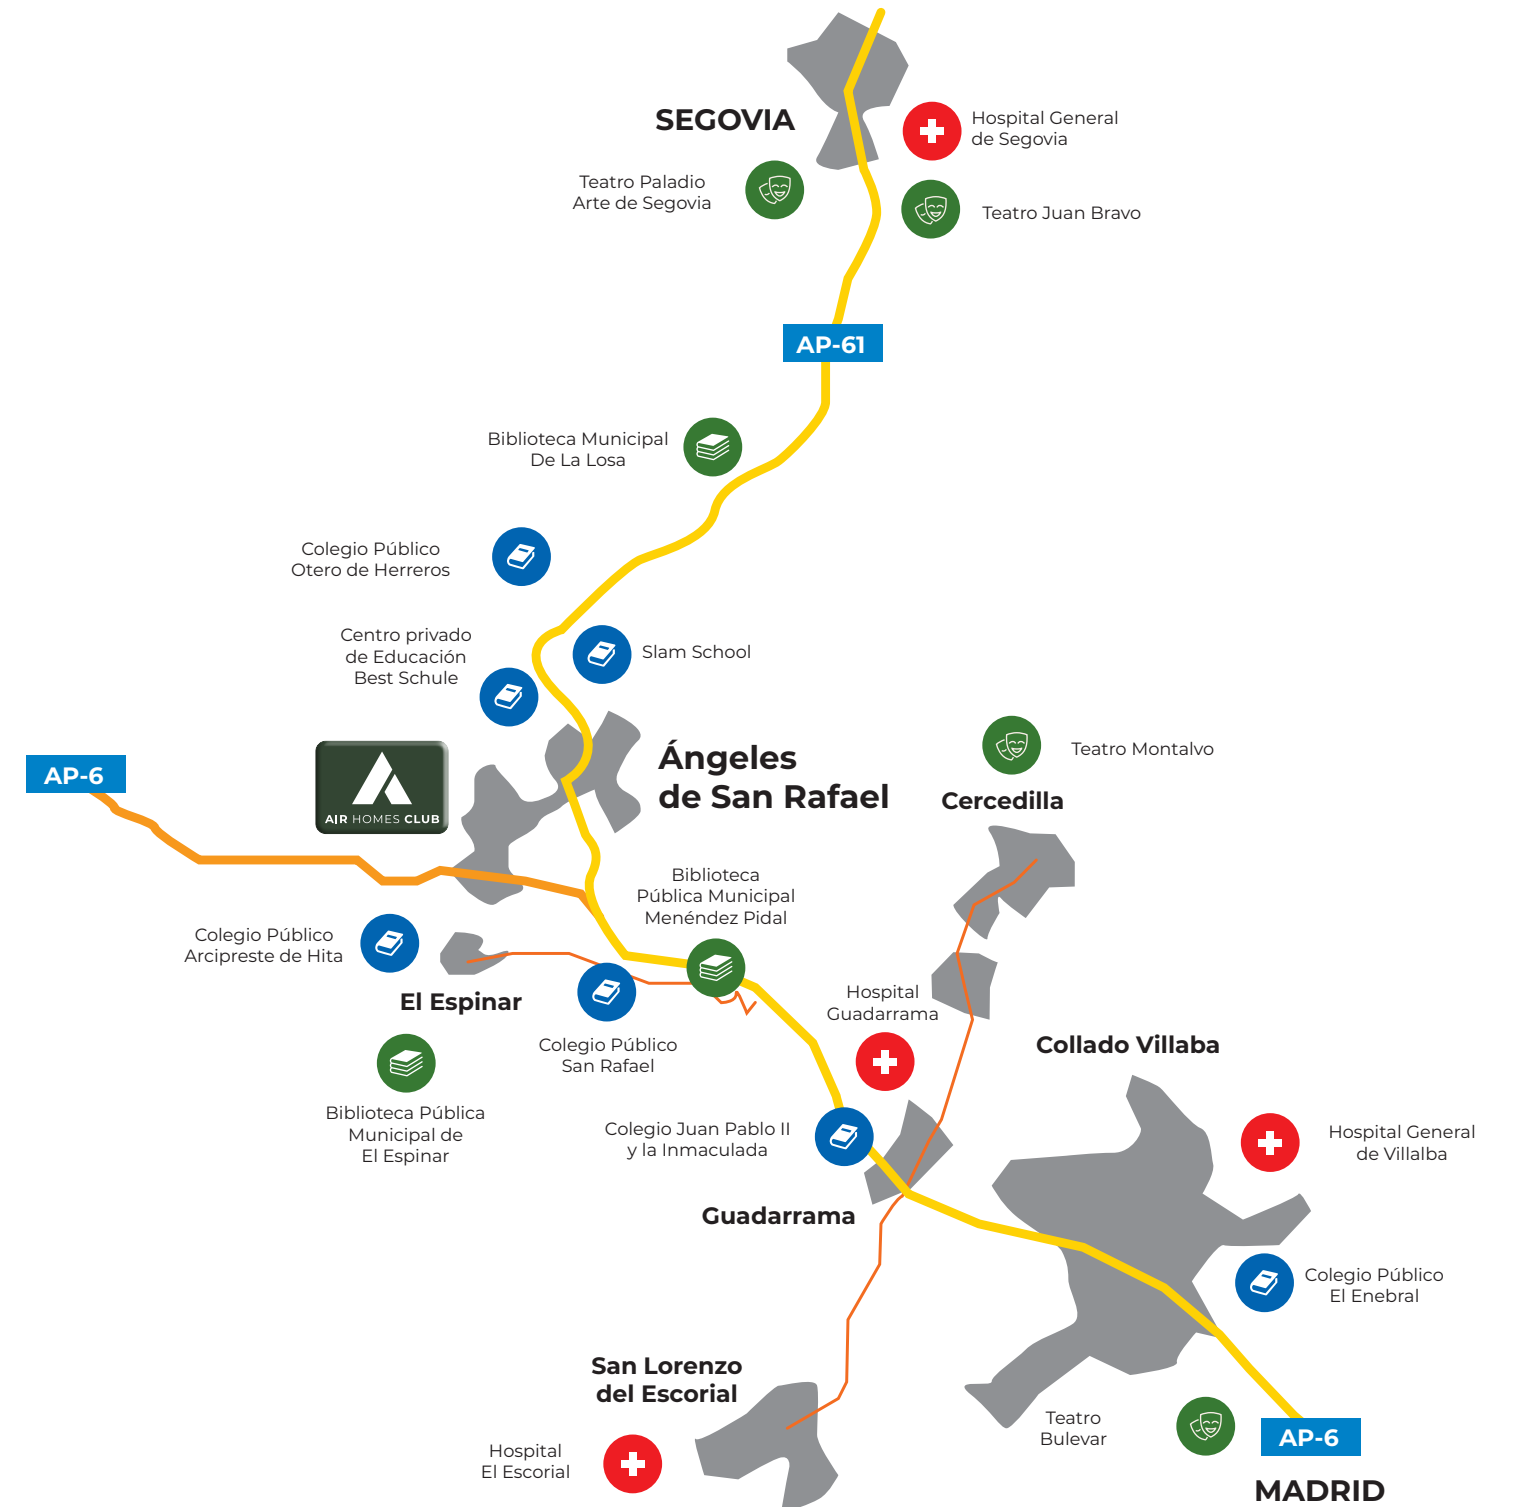 SEGOVIA
Hospital General
de Segovia
Teatro Paladio
Arte de Segovia
Teatro Juan Bravo
AP-61
Biblioteca Municipal
De La Losa
Colegio Público
Otero de Herreros
Centro privado
de Educación
Best Schule
Slam School
AP-6
AIR HOMES CLUB
Ángeles
de San Rafael
Teatro Montalvo
Cercedilla
Biblioteca
Pública Municipal
Menéndez Pidal
Colegio Público
Arcipreste de Hita
El Espinar
Hospital
Guadarrama
Colegio Público
San Rafael
Collado Villaba
Biblioteca Pública
Municipal de
El Espinar
Colegio Juan Pablo II
y la Inmaculada
Hospital General
de Villalba
Guadarrama
Colegio Público
El Enebral
San Lorenzo
del Escorial
Teatro
Bulevar
AP-6
Hospital
El Escorial
MADRID